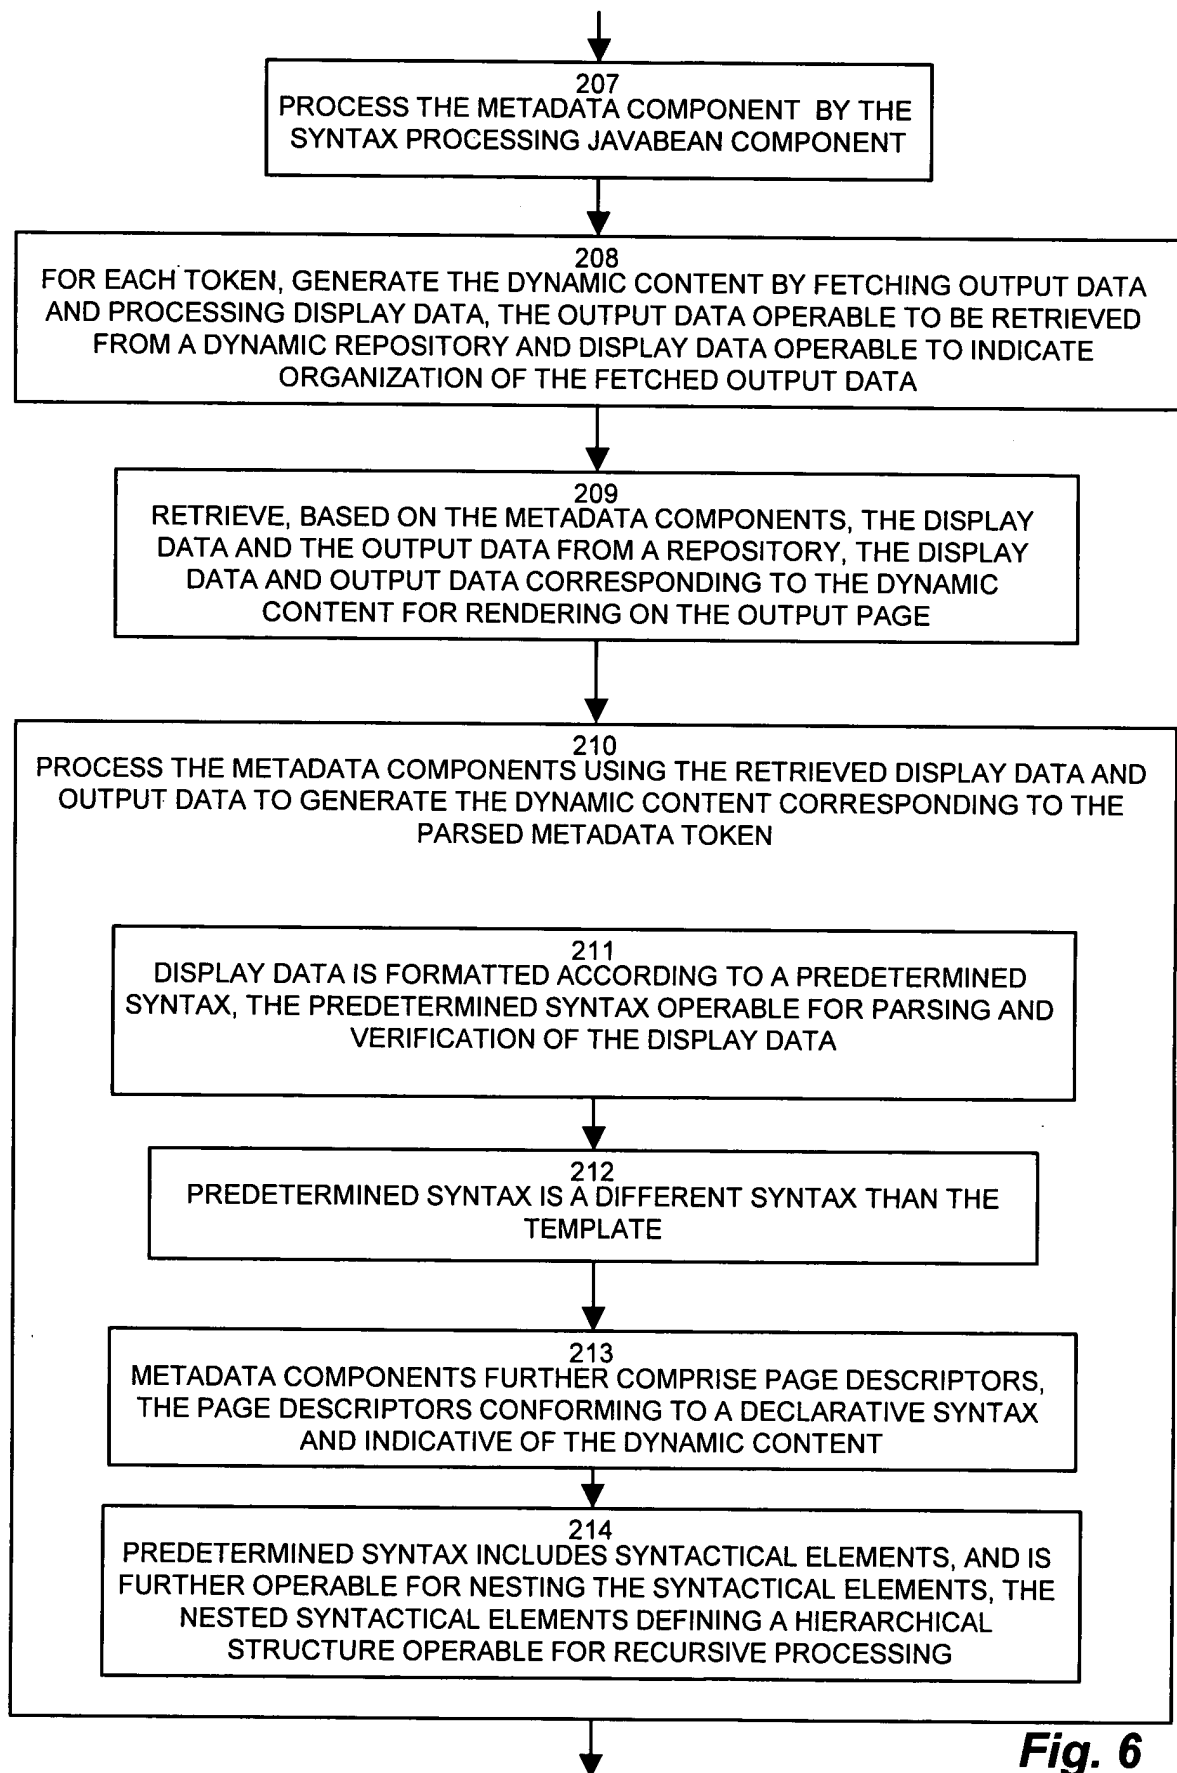 207
PROCESS THE METADATA COMPONENT BY THE
SYNTAX PROCESSING JAVABEAN COMPONENT
208
FOR EACH TOKEN, GENERATE THE DYNAMIC CONTENT BY FETCHING OUTPUT DATA
AND PROCESSING DISPLAY DATA, THE OUTPUT DATA OPERABLE TO BE RETRIEVED
FROM A DYNAMIC REPOSITORY AND DISPLAY DATA OPERABLE TO INDICATE
ORGANIZATION OF THE FETCHED OUTPUT DATA
209
RETRIEVE, BASED ON THE METADATA COMPONENTS, THE DISPLAY
DATA AND THE OUTPUT DATA FROM A REPOSITORY, THE DISPLAY
DATA AND OUTPUT DATA CORRESPONDING TO THE DYNAMIC
CONTENT FOR RENDERING ON THE OUTPUT PAGE
210
PROCESS THE METADATA COMPONENTS USING THE RETRIEVED DISPLAY DATA AND
OUTPUT DATA TO GENERATE THE DYNAMIC CONTENT CORRESPONDING TO THE
PARSED METADATA TOKEN
211
DISPLAY DATA IS FORMATTED ACCORDING TO A PREDETERMINED
SYNTAX, THE PREDETERMINED SYNTAX OPERABLE FOR PARSING AND
VERIFICATION OF THE DISPLAY DATA
212
PREDETERMINED SYNTAX IS A DIFFERENT SYNTAX THAN THE
TEMPLATE
213
METADATA COMPONENTS FURTHER COMPRISE PAGE DESCRIPTORS,
THE PAGE DESCRIPTORS CONFORMING TO A DECLARATIVE SYNTAX
AND INDICATIVE OF THE DYNAMIC CONTENT
214
PREDETERMINED SYNTAX INCLUDES SYNTACTICAL ELEMENTS, AND IS
FURTHER OPERABLE FOR NESTING THE SYNTACTICAL ELEMENTS, THE
NESTED SYNTACTICAL ELEMENTS DEFINING A HIERARCHICAL
STRUCTURE OPERABLE FOR RECURSIVE PROCESSING
Fig. 6